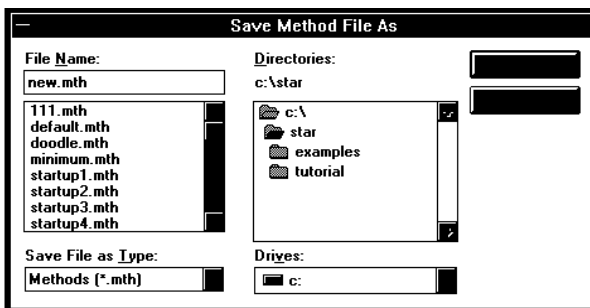 Save Method File As
File Name:
new.mth
111.mth
default.mth
doodle.mth
minimum.mth
startup1.mth
startup2.mth
startup3.mth
startup4.mth
Save File as Type:
Methods (*.mth)
Directories:
c:\star
c:\
star
examples
tutorial
Drives:
c: